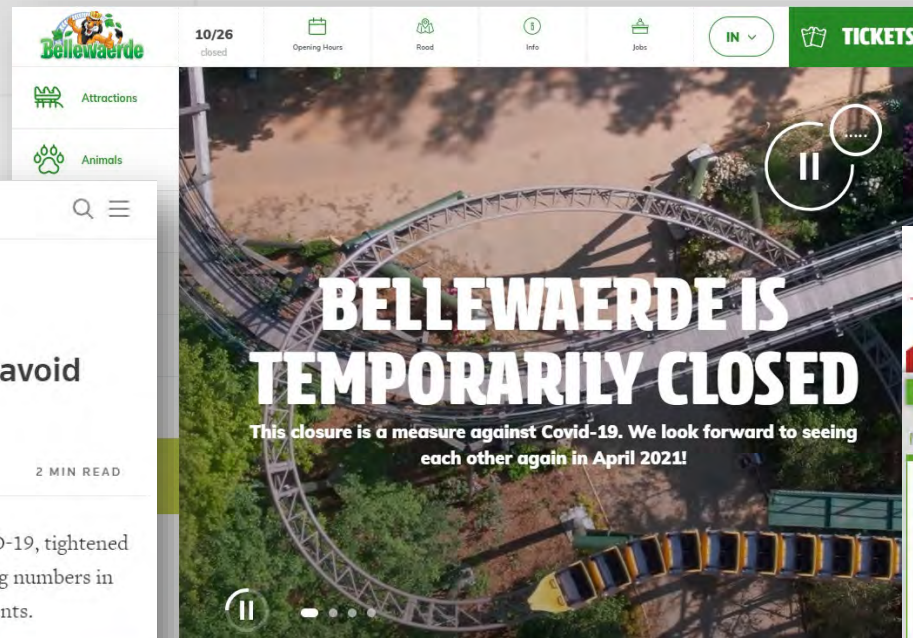 Bellewaerde
10/26
closed
Opening Hours
Road
Info
Jobs
IN
TICKETS
Attractions
Animals
.....
BELLEWAERDE IS
TEMPORARILY CLOSED
This closure is a measure against Covid-19. We look forward to seeing
each other again in April 2021!
avoid
2 MIN READ
D-19, tightened
g numbers in
nts.